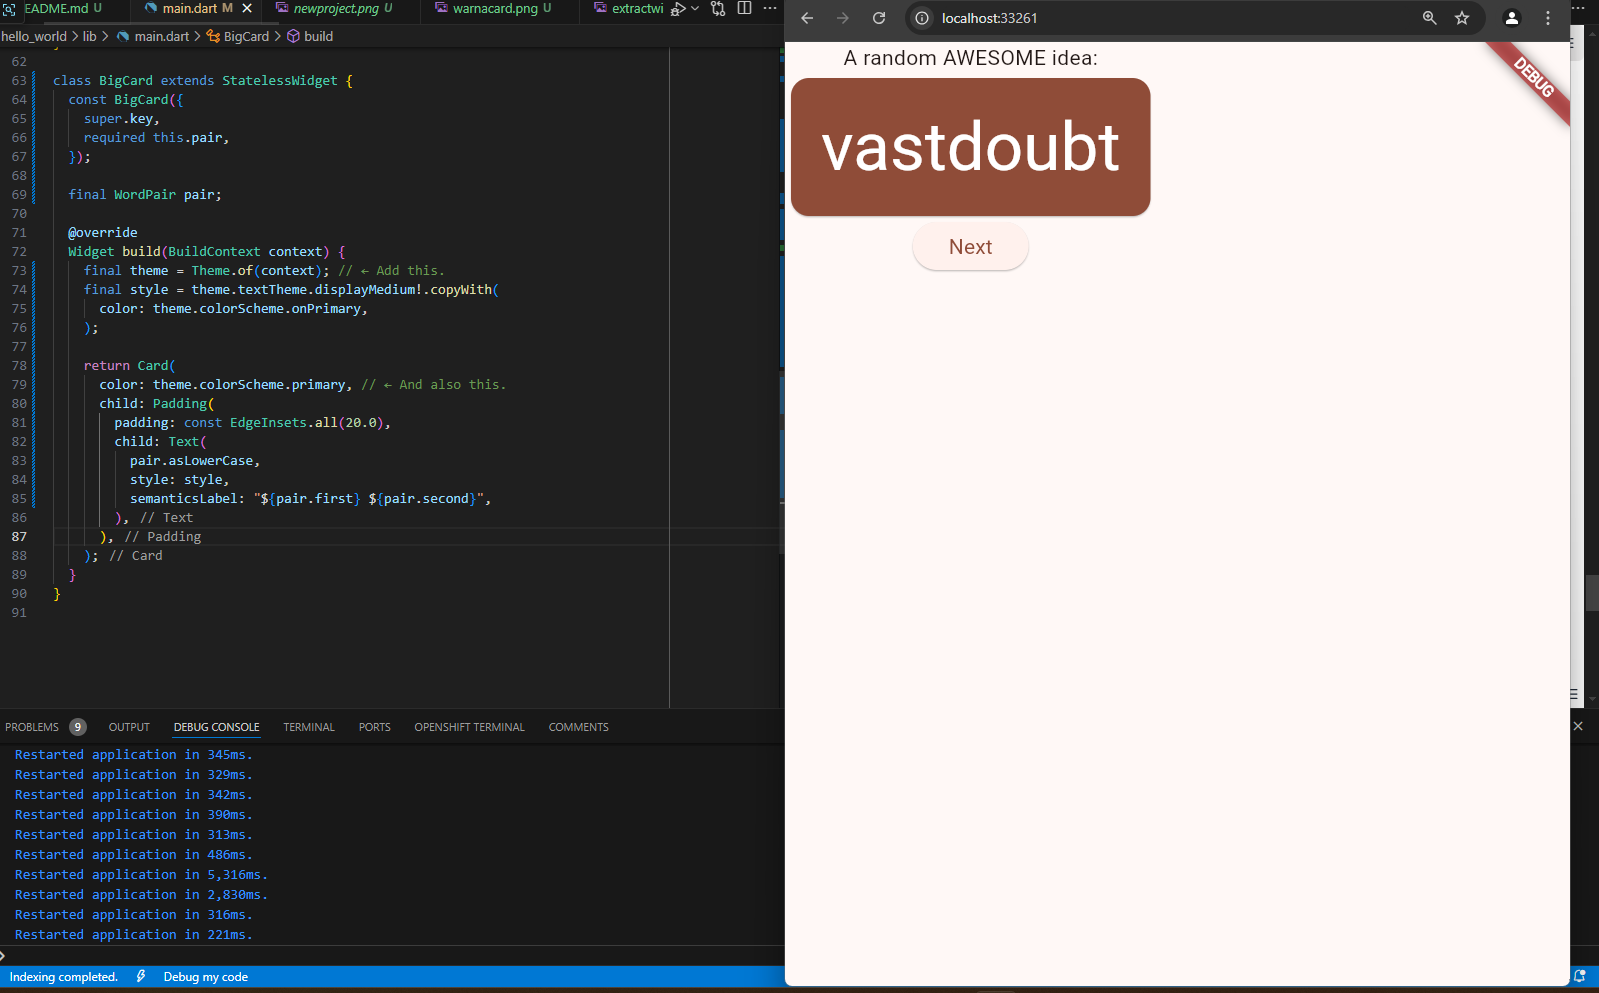 EADME.md U main.dart M newproject.png U warnacard.png U extractwi
hello_world > lib > main.dart > BigCard > build
62
63 class BigCard extends StatelessWidget {
64 const BigCard({
65 super.key,
66 required this.pair,
67 });
68
69 final WordPair pair;
70
71 @override
72 Widget build(BuildContext context) {
73 final theme = Theme.of(context); // ← Add this.
74 final style = theme.textTheme.displayMedium!.copyWith(
75 color: theme.colorScheme.onPrimary,
76 );
77
78 return Card(
79 color: theme.colorScheme.primary, // ← And also this.
80 child: Padding(
81 padding: const EdgeInsets.all(20.0),
82 child: Text(
83 pair.asLowerCase,
84 style: style,
85 semanticsLabel: "${pair.first} ${pair.second}",
86 ), // Text
87 ), // Padding
88 ); // Card
89 }
90 }
91
PROBLEMS 9 OUTPUT DEBUG CONSOLE TERMINAL PORTS OPENSHIFT TERMINAL COMMENTS
Restarted application in 345ms.
Restarted application in 329ms.
Restarted application in 342ms.
Restarted application in 390ms.
Restarted application in 313ms.
Restarted application in 486ms.
Restarted application in 5,316ms.
Restarted application in 2,830ms.
Restarted application in 316ms.
Restarted application in 221ms.
Indexing completed. Debug my code
localhost:33261
A random AWESOME idea:
DEBUG
vastdoubt
Next